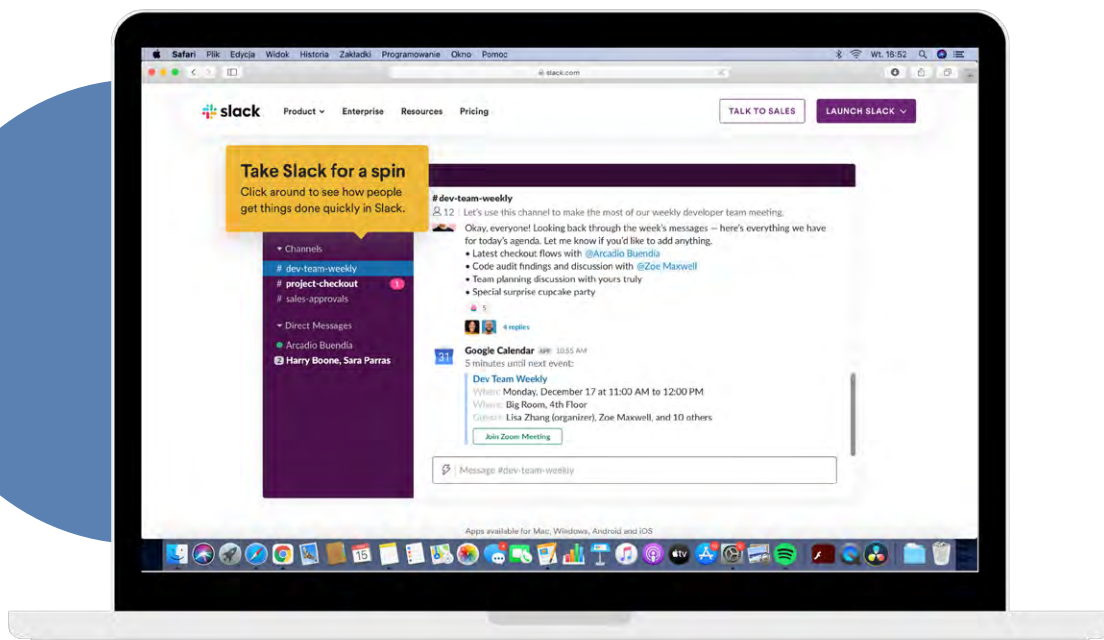 Safari Plik Edycja Widok Historia Zakładki Programowanie Okno Pomoc Wt. 16:52
slack.com
slack Product Enterprise Resources Pricing TALK TO SALES LAUNCH SLACK
Take Slack for a spin
Click around to see how people
get things done quickly in Slack.
Channels
# dev-team-weekly
# project-checkout 1
# sales-approvals
Direct Messages
Arcadio Buendia
2 Harry Boone, Sara Parras
#dev-team-weekly
12 | Let's use this channel to make the most of our weekly developer team meeting.
Okay, everyone! Looking back through the week's messages — here's everything we have
for today's agenda. Let me know if you'd like to add anything.
• Latest checkout flows with @Arcadio Buendia
• Code audit findings and discussion with @Zoe Maxwell
• Team planning discussion with yours truly
• Special surprise cupcake party
5
4 replies
31
Google Calendar APP 10:55 AM
5 minutes until next event:
Dev Team Weekly
When: Monday, December 17 at 11:00 AM to 12:00 PM
Where: Big Room, 4th Floor
Guests: Lisa Zhang (organizer), Zoe Maxwell, and 10 others
Join Zoom Meeting
Message #dev-team-weekly
Apps available for Mac, Windows, Android and iOS
15
tv